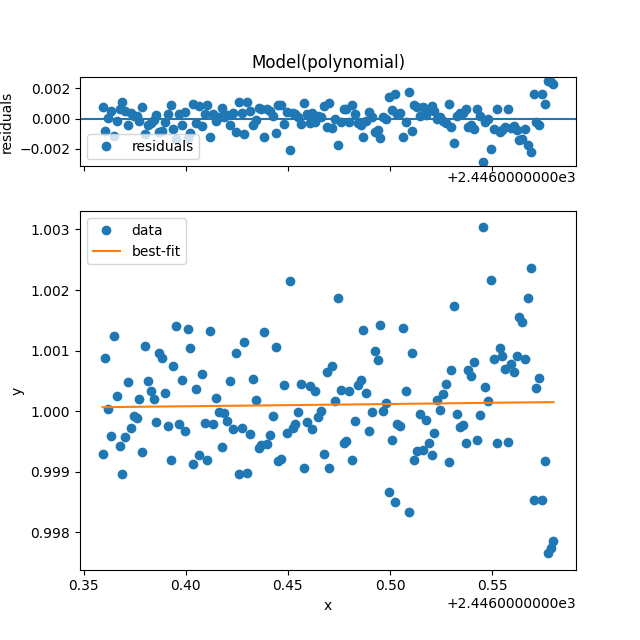 Model(polynomial)
residuals
0.002
0.000
−0.002
residuals
+2.4460000000e3
y
1.003
1.002
1.001
1.000
0.999
0.998
data
best-fit
0.35
0.40
0.45
0.50
0.55
x
+2.4460000000e3